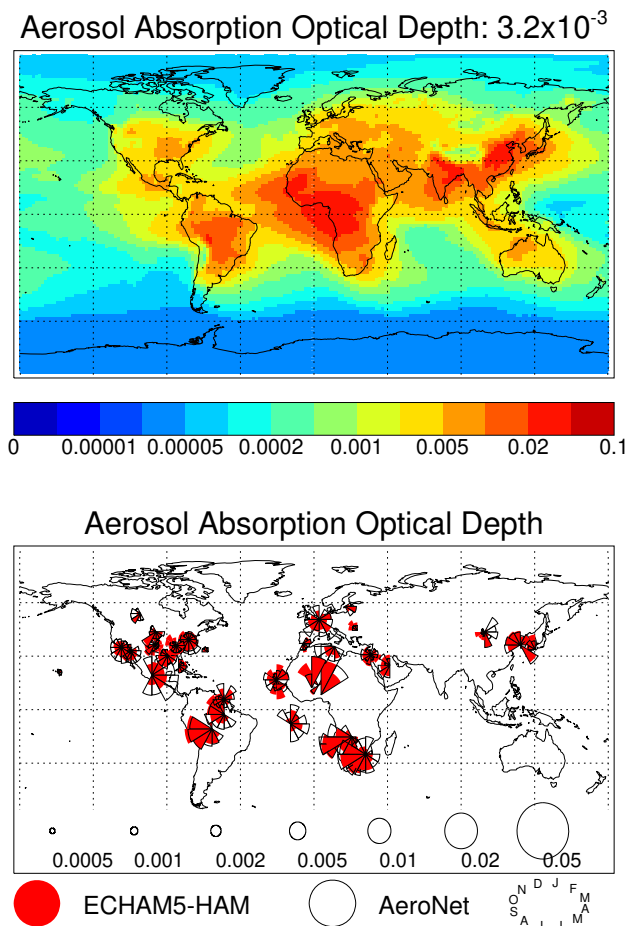 Aerosol Absorption Optical Depth: 3.2x10⁻³
0 0.00001 0.00005 0.0002 0.001 0.005 0.02 0.1
Aerosol Absorption Optical Depth
0.0005 0.001 0.002 0.005 0.01 0.02 0.05
ECHAM5-HAM AeroNet J F M A M J J A S O N D